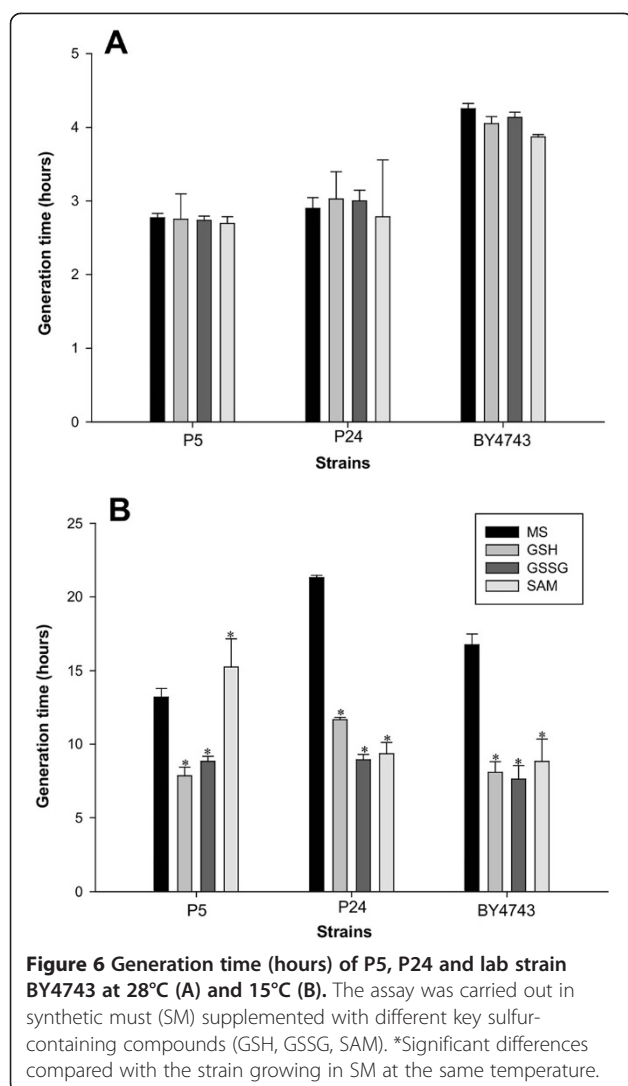 A
Generation time (hours)
5
4
3
2
1
0
P5 P24 BY4743
Strains
B
Generation time (hours)
25
20
15
10
5
0
MS
GSH
GSSG
SAM
* * * * * * * * *
P5 P24 BY4743
Strains
Figure 6 Generation time (hours) of P5, P24 and lab strain
BY4743 at 28°C (A) and 15°C (B). The assay was carried out in
synthetic must (SM) supplemented with different key sulfur-
containing compounds (GSH, GSSG, SAM). *Significant differences
compared with the strain growing in SM at the same temperature.